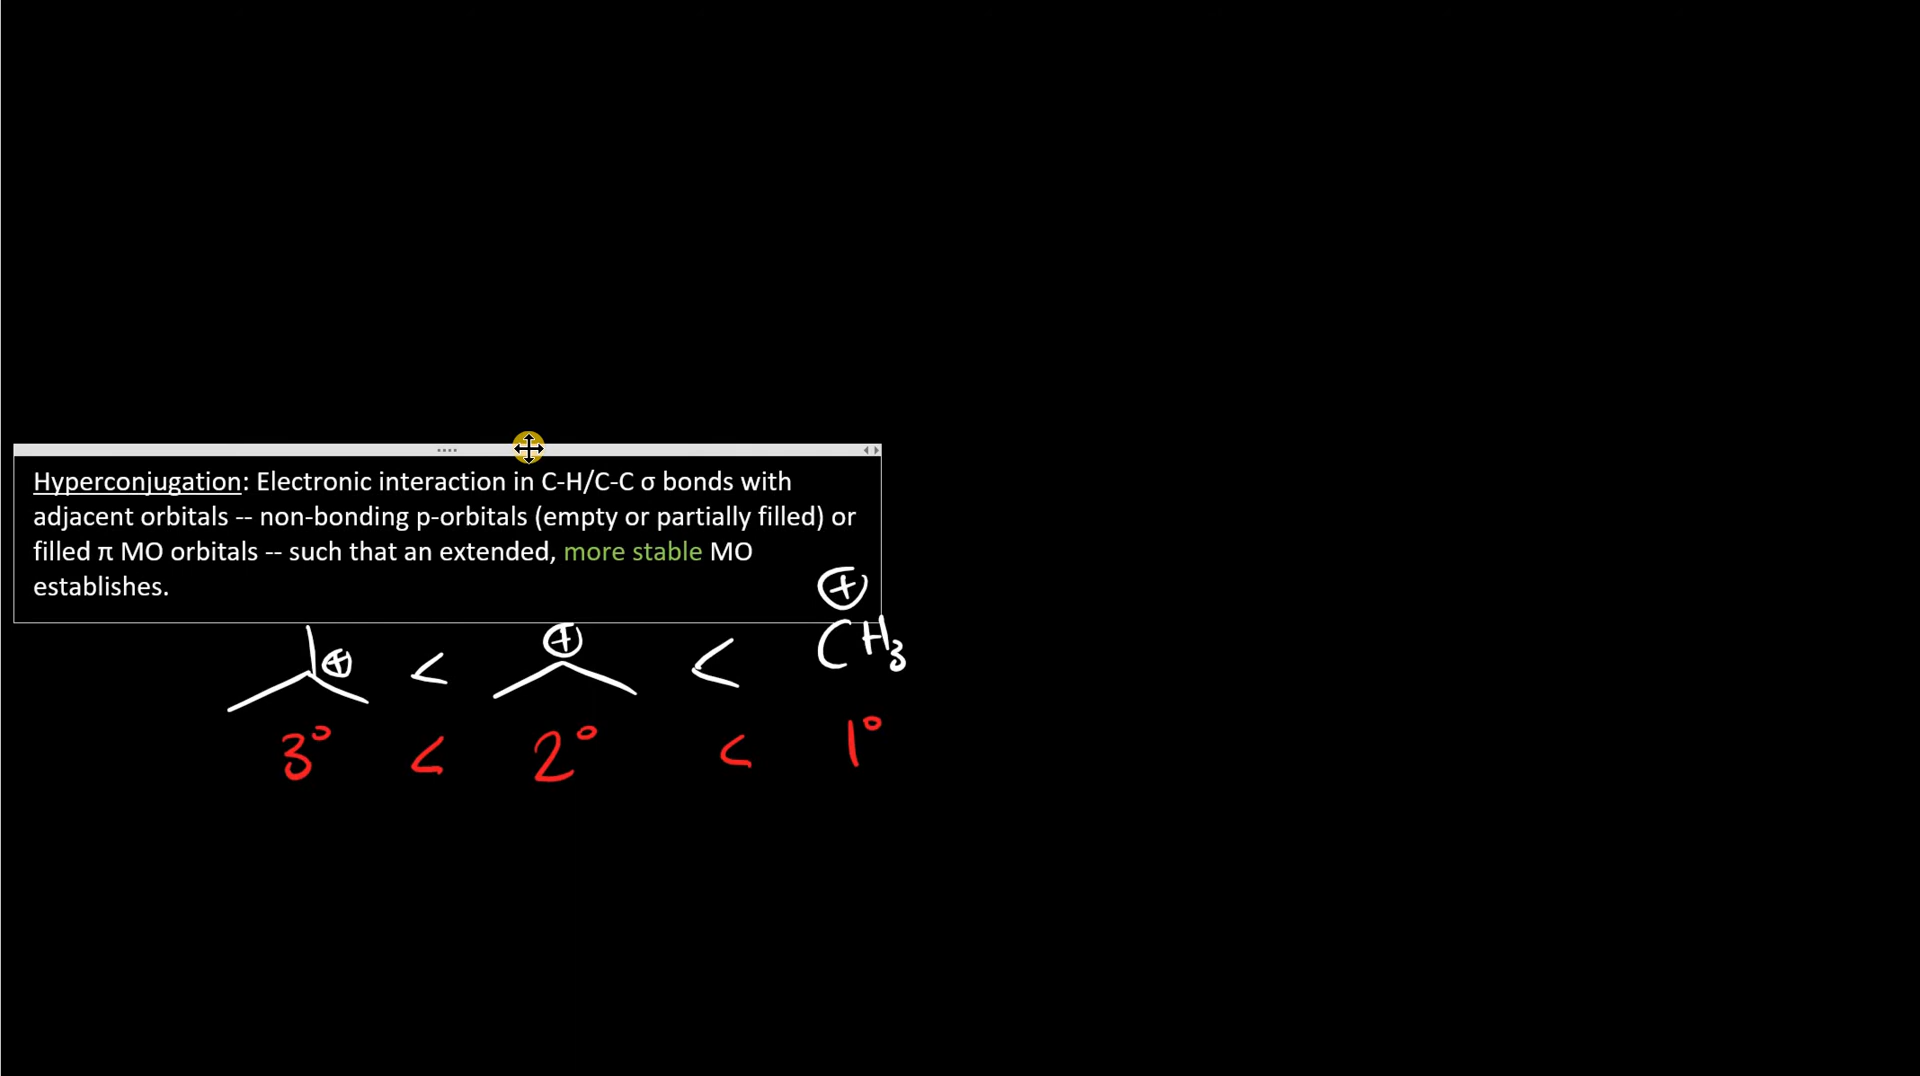 Hyperconjugation: Electronic interaction in C-H/C-C σ bonds with
adjacent orbitals -- non-bonding p-orbitals (empty or partially filled) or
filled π MO orbitals -- such that an extended, more stable MO
establishes.
⊕
⊕ < ⊕ < CH₃
3° < 2° < 1°